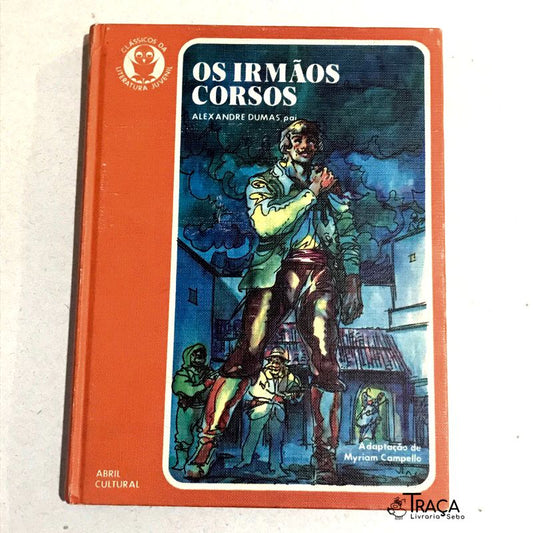 CLÁSSICOS DA
LITERATURA JUVENIL
OS IRMÃOS
CORSOS
ALEXANDRE DUMAS, pai
Adaptação de
Myriam Campello
ABRIL
CULTURAL
TRAÇA
Livraria e Sebo